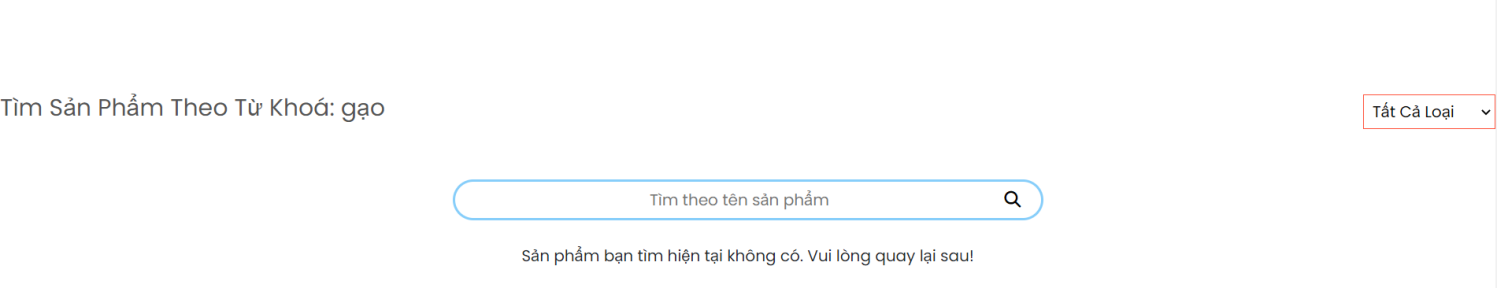 Tìm Sản Phẩm Theo Từ Khoá: gạo
Tất Cả Loại
Tìm theo tên sản phẩm
Sản phẩm bạn tìm hiện tại không có. Vui lòng quay lại sau!